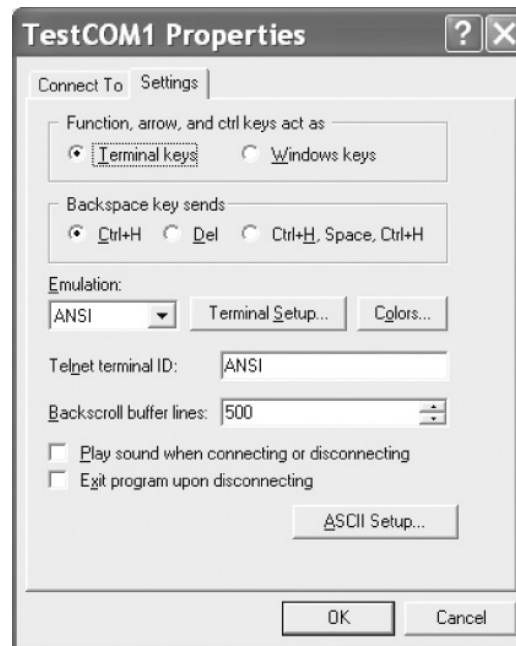 TestCOM1 Properties
Connect To Settings
Function, arrow, and ctrl keys act as
Terminal keys Windows keys
Backspace key sends
Ctrl+H Del Ctrl+H, Space, Ctrl+H
Emulation:
ANSI Terminal Setup... Colors...
Telnet terminal ID: ANSI
Backscroll buffer lines: 500
Play sound when connecting or disconnecting
Exit program upon disconnecting
ASCII Setup...
OK Cancel